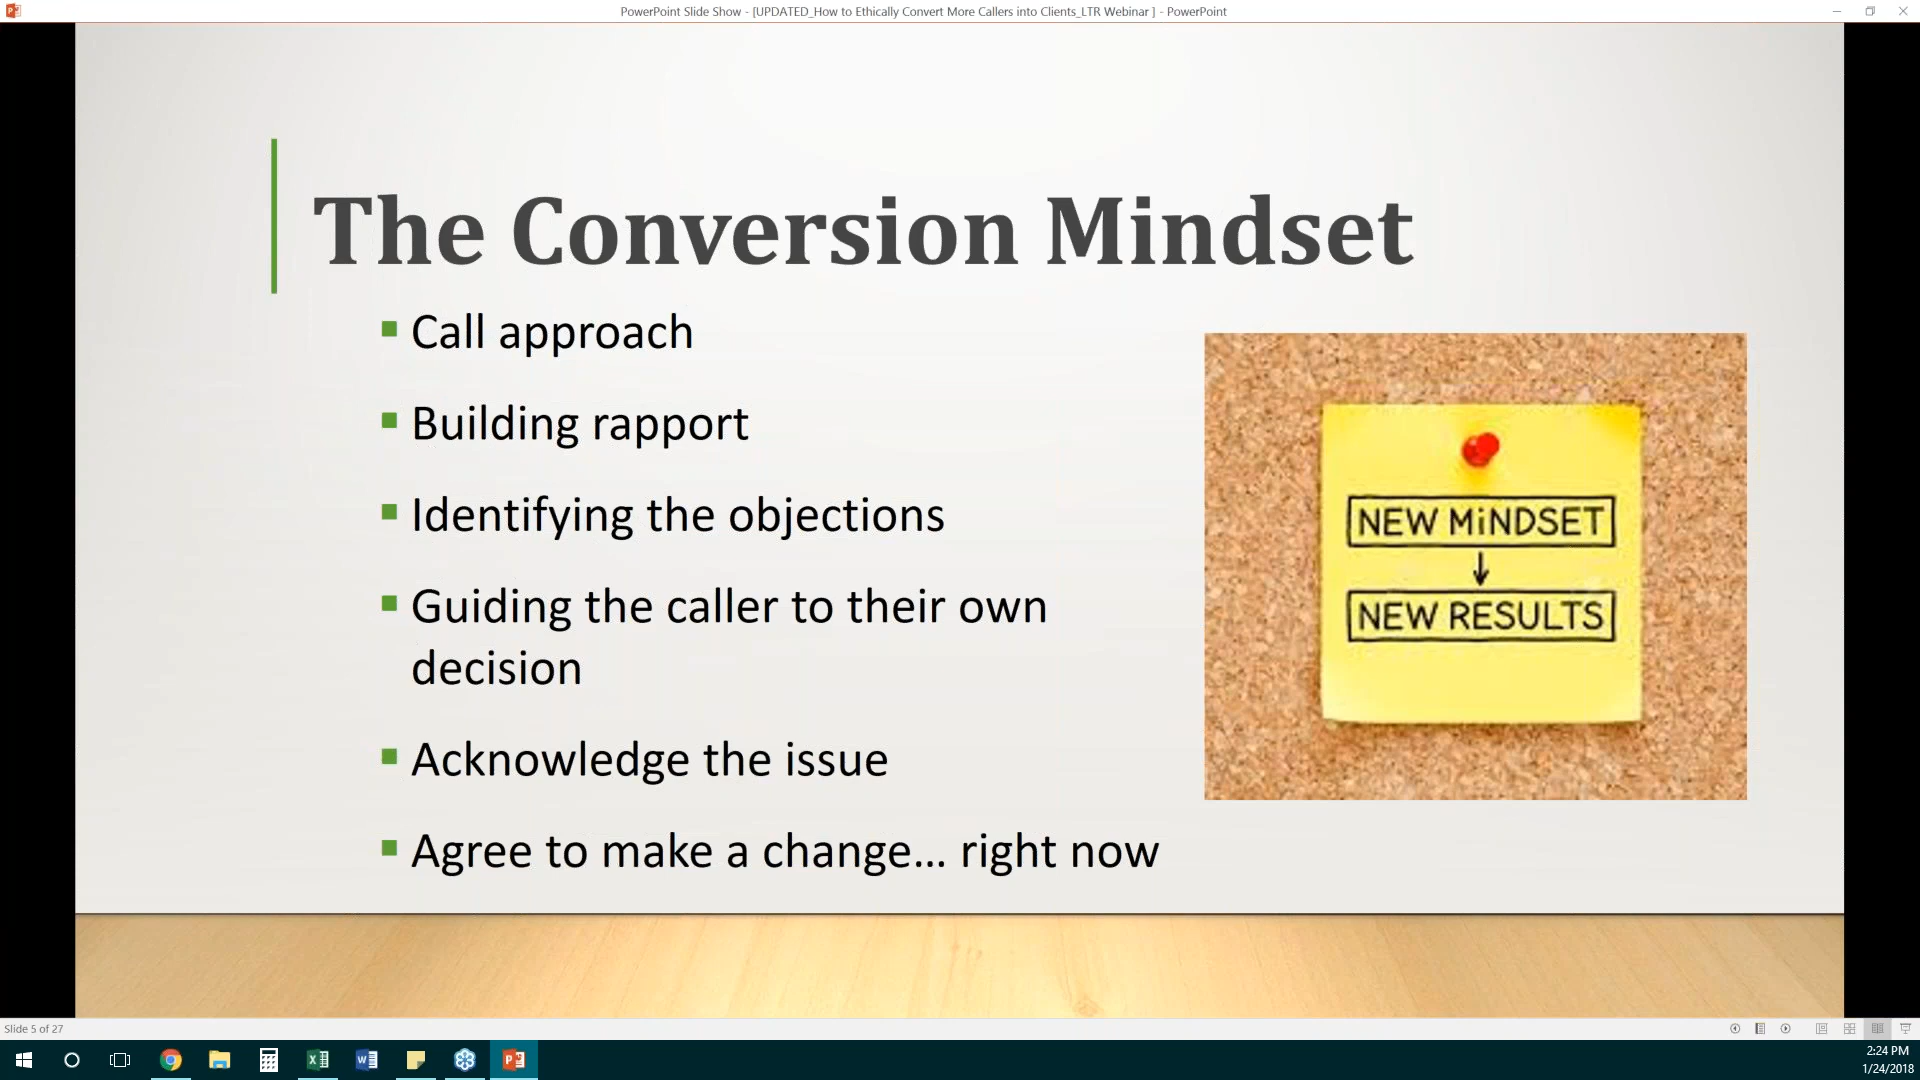 PowerPoint Slide Show - [UPDATED_How to Ethically Convert More Callers into Clients_LTR Webinar ] - PowerPoint
The Conversion Mindset
Call approach
Building rapport
Identifying the objections
Guiding the caller to their own
decision
Acknowledge the issue
Agree to make a change... right now
NEW MiNDSET
NEW RESULTS
Slide 5 of 27
2:24 PM
1/24/2018